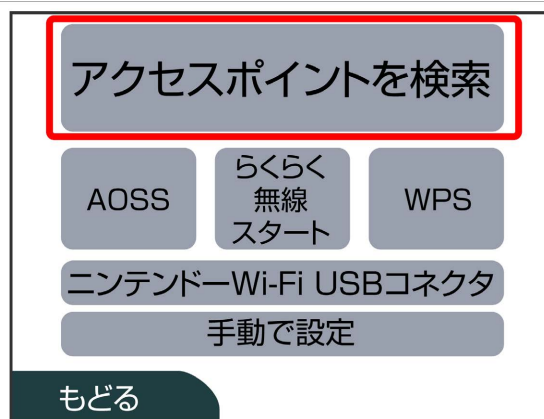 アクセスポイントを検索
AOSS
らくらく
無線
スタート
WPS
ニンテンドーWi-Fi USBコネクタ
手動で設定
もどる